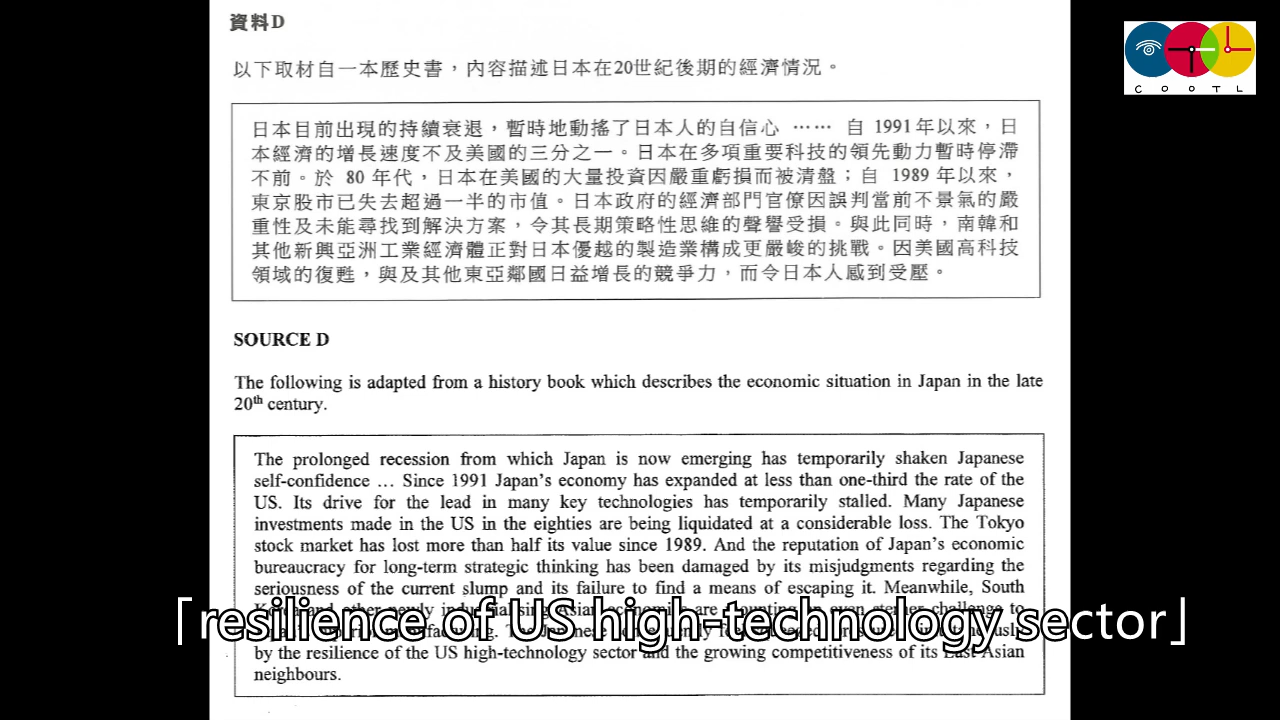 資料D
COOTL
以下取材自一本歷史書，內容描述日本在20世紀後期的經濟情況。
日本目前出現的持續衰退，暫時地動搖了日本人的自信心 …… 自 1991 年以來，日
本經濟的增長速度不及美國的三分之一。日本在多項重要科技的領先動力暫時停滯
不前。於 80 年代，日本在美國的大量投資因嚴重虧損而被清盤；自 1989 年以來，
東京股市已失去超過一半的市值。日本政府的經濟部門官僚因誤判當前不景氣的嚴
重性及未能尋找到解決方案，令其長期策略性思維的聲譽受損。與此同時，南韓和
其他新興亞洲工業經濟體正對日本優越的製造業構成更嚴峻的挑戰。因美國高科技
領域的復甦，與及其他東亞鄰國日益增長的競爭力，而令日本人感到受壓。
SOURCE D
The following is adapted from a history book which describes the economic situation in Japan in the late
20th century.
The prolonged recession from which Japan is now emerging has temporarily shaken Japanese
self-confidence ... Since 1991 Japan's economy has expanded at less than one-third the rate of the
US. Its drive for the lead in many key technologies has temporarily stalled. Many Japanese
investments made in the US in the eighties are being liquidated at a considerable loss. The Tokyo
stock market has lost more than half its value since 1989. And the reputation of Japan's economic
bureaucracy for long-term strategic thinking has been damaged by its misjudgments regarding the
seriousness of the current slump and its failure to find a means of escaping it. Meanwhile, South
and other newly Asian economies are an even challenge to
「resilience of US high-technology sector」
by the resilience of the US high-technology sector and the growing competitiveness of its East Asian
neighbours.